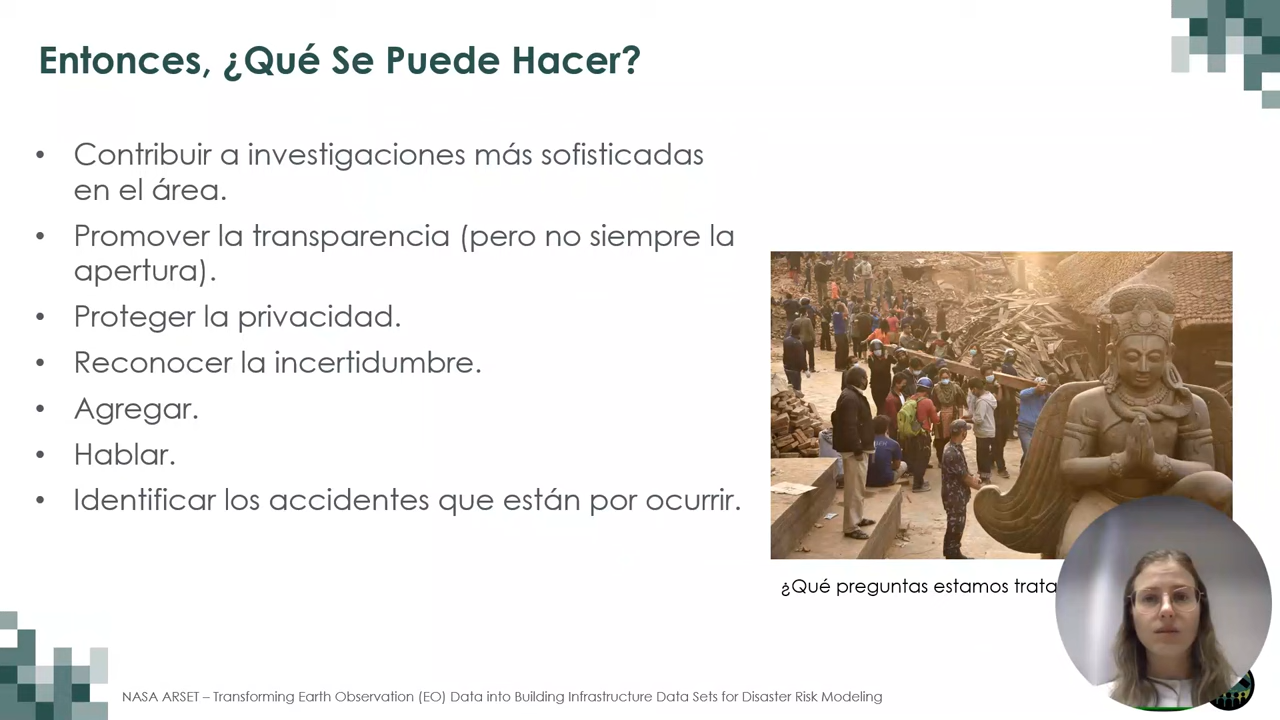 Entonces, ¿Qué Se Puede Hacer?
• Contribuir a investigaciones más sofisticadas
en el área.
• Promover la transparencia (pero no siempre la
apertura).
• Proteger la privacidad.
• Reconocer la incertidumbre.
• Agregar.
• Hablar.
• Identificar los accidentes que están por ocurrir.
¿Qué preguntas estamos trata
NASA ARSET – Transforming Earth Observation (EO) Data into Building Infrastructure Data Sets for Disaster Risk Modeling